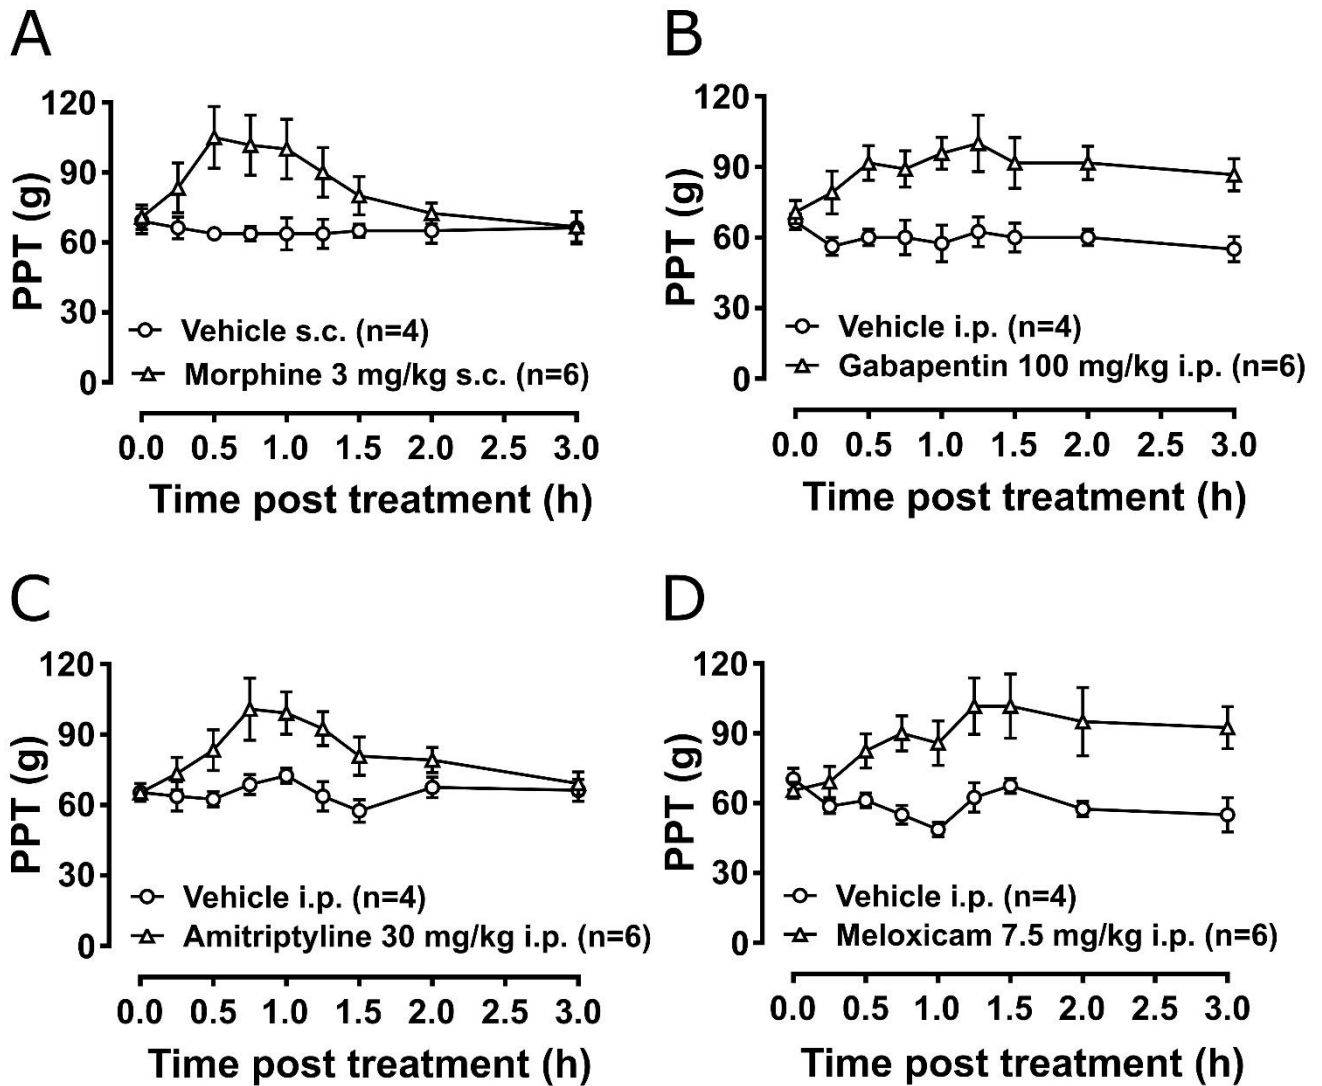 A
PPT (g)
120
90
60
30
0
Vehicle s.c. (n=4)
Morphine 3 mg/kg s.c. (n=6)
0.0 0.5 1.0 1.5 2.0 2.5 3.0
Time post treatment (h)
B
PPT (g)
120
90
60
30
0
Vehicle i.p. (n=4)
Gabapentin 100 mg/kg i.p. (n=6)
0.0 0.5 1.0 1.5 2.0 2.5 3.0
Time post treatment (h)
C
PPT (g)
120
90
60
30
0
Vehicle i.p. (n=4)
Amitriptyline 30 mg/kg i.p. (n=6)
0.0 0.5 1.0 1.5 2.0 2.5 3.0
Time post treatment (h)
D
PPT (g)
120
90
60
30
0
Vehicle i.p. (n=4)
Meloxicam 7.5 mg/kg i.p. (n=6)
0.0 0.5 1.0 1.5 2.0 2.5 3.0
Time post treatment (h)